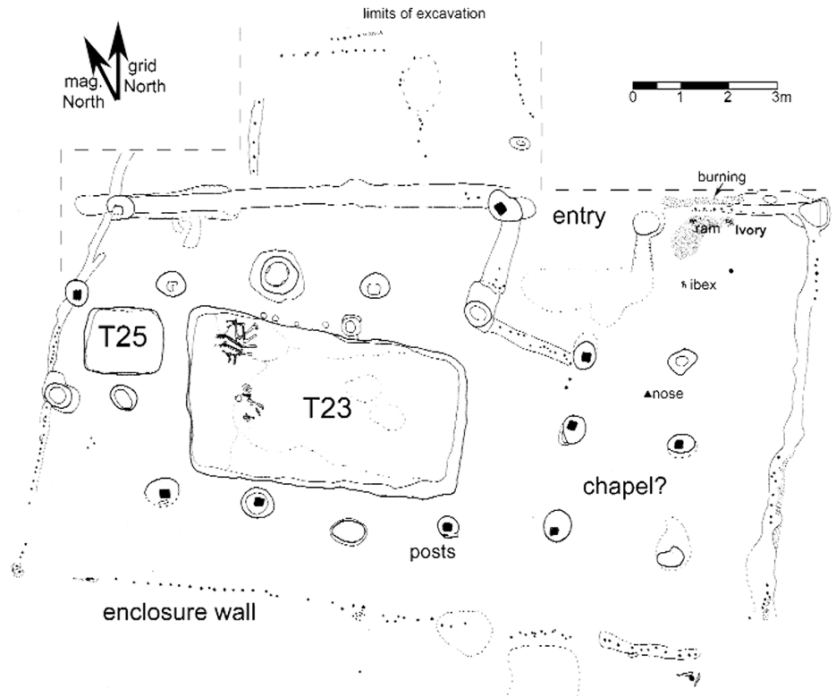 limits of excavation
mag. North
grid North
0 1 2 3m
burning
entry
ram
Ivory
ibex
T25
T23
nose
chapel?
posts
enclosure wall